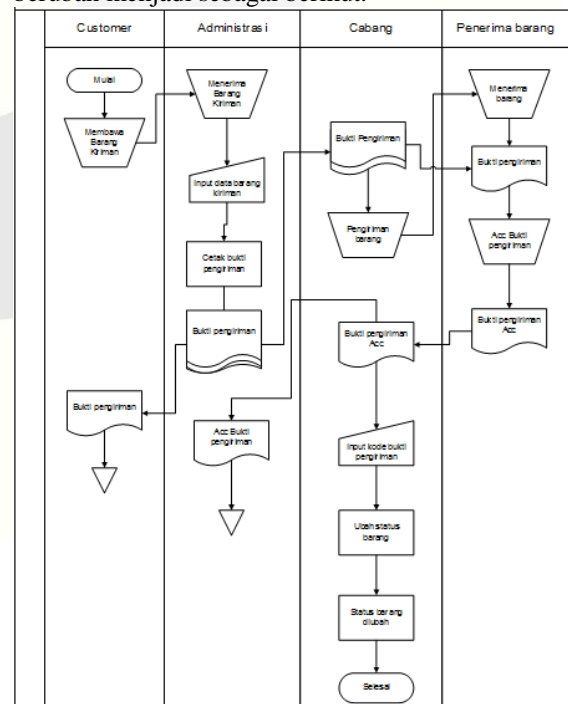 berubah menjadi sebagai berikut.
Customer
Administrasi
Cabang
Penerima barang
Mulai
Membawa
Barang
Kiriman
Bukti pengiriman
Menerima
Barang
Kiriman
Input data barang
kiriman
Cetak bukti
pengiriman
Bukti pengiriman
Acc Bukti
pengiriman
Bukti Pengiriman
Pengiriman
barang
Bukti pengiriman
Acc
Input kode bukti
pengiriman
Ubah status
barang
Status barang
diubah
Selesai
Menerima
barang
Bukti pengiriman
Acc Bukti
pengiriman
Bukti pengiriman
Acc